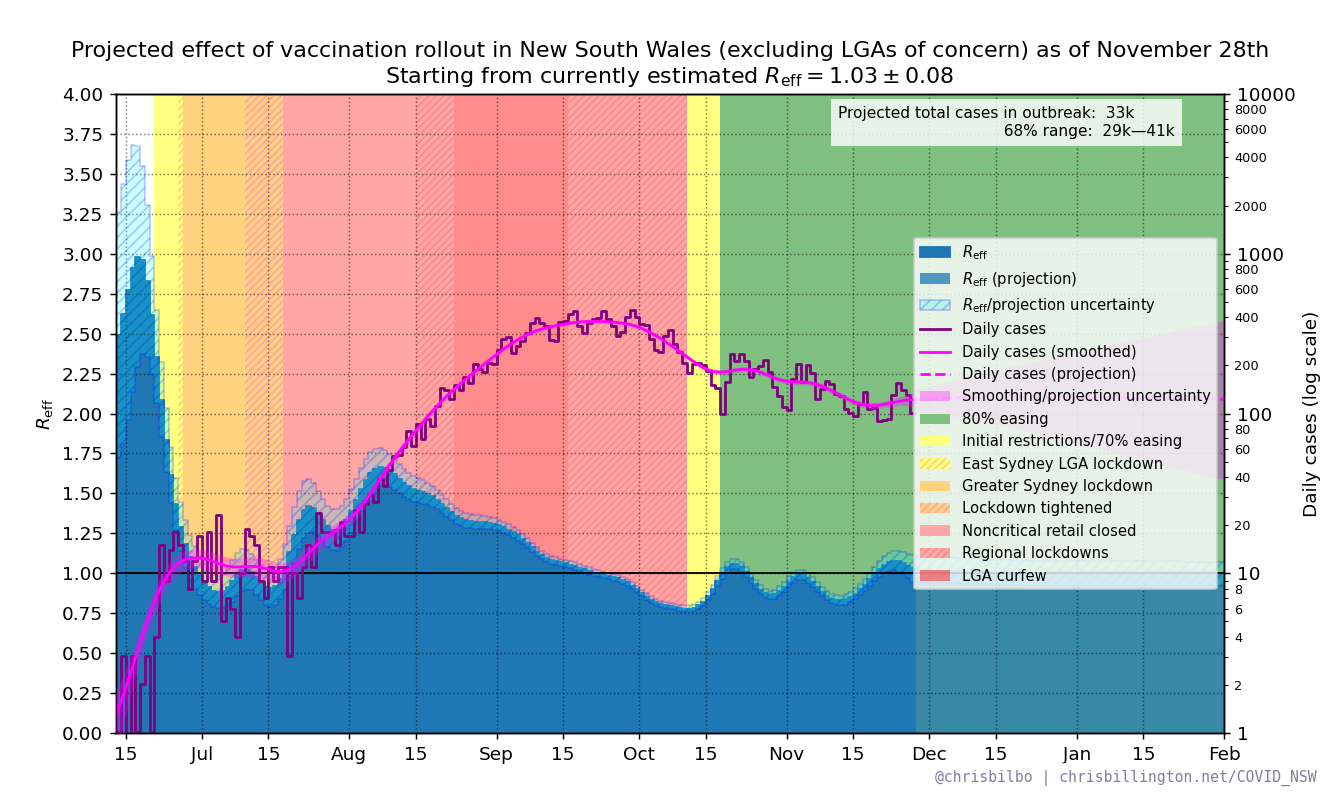 Projected effect of vaccination rollout in New South Wales (excluding LGAs of concern) as of November 28th
Starting from currently estimated Reff = 1.03 ± 0.08
Projected total cases in outbreak: 33k
68% range: 29k—41k
4.00
3.75
3.50
3.25
3.00
2.75
2.50
2.25
2.00
1.75
1.50
1.25
1.00
0.75
0.50
0.25
0.00
Reff
Reff
Reff (projection)
Reff/projection uncertainty
Daily cases
Daily cases (smoothed)
Daily cases (projection)
Smoothing/projection uncertainty
80% easing
Initial restrictions/70% easing
East Sydney LGA lockdown
Greater Sydney lockdown
Lockdown tightened
Noncritical retail closed
Regional lockdowns
LGA curfew
10000
8000
6000
4000
2000
1000
800
600
400
200
100
80
60
40
20
10
8
6
4
2
1
Daily cases (log scale)
15 Jul 15 Aug 15 Sep 15 Oct 15 Nov 15 Dec 15 Jan 15 Feb
@chrisbilbo | chrisbillington.net/COVID_NSW